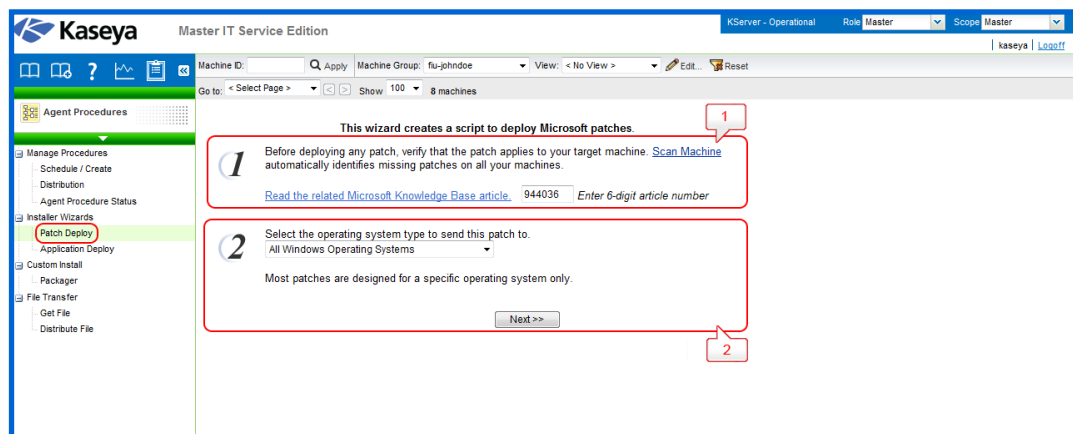 Kaseya
Master IT Service Edition
KServer - Operational Role Master Scope Master
kaseya Logoff
Machine ID: Apply Machine Group: fiu-johndoe View: < No View > Edit... Reset
Go to: < Select Page > < > Show 100 8 machines
Agent Procedures
Manage Procedures
Schedule / Create
Distribution
Agent Procedure Status
Installer Wizards
Patch Deploy
Application Deploy
Custom Install
Packager
File Transfer
Get File
Distribute File
This wizard creates a script to deploy Microsoft patches.
1
1
Before deploying any patch, verify that the patch applies to your target machine. Scan Machine
automatically identifies missing patches on all your machines.
Read the related Microsoft Knowledge Base article. 944036 Enter 6-digit article number
2
Select the operating system type to send this patch to.
All Windows Operating Systems
Most patches are designed for a specific operating system only.
Next >>
2